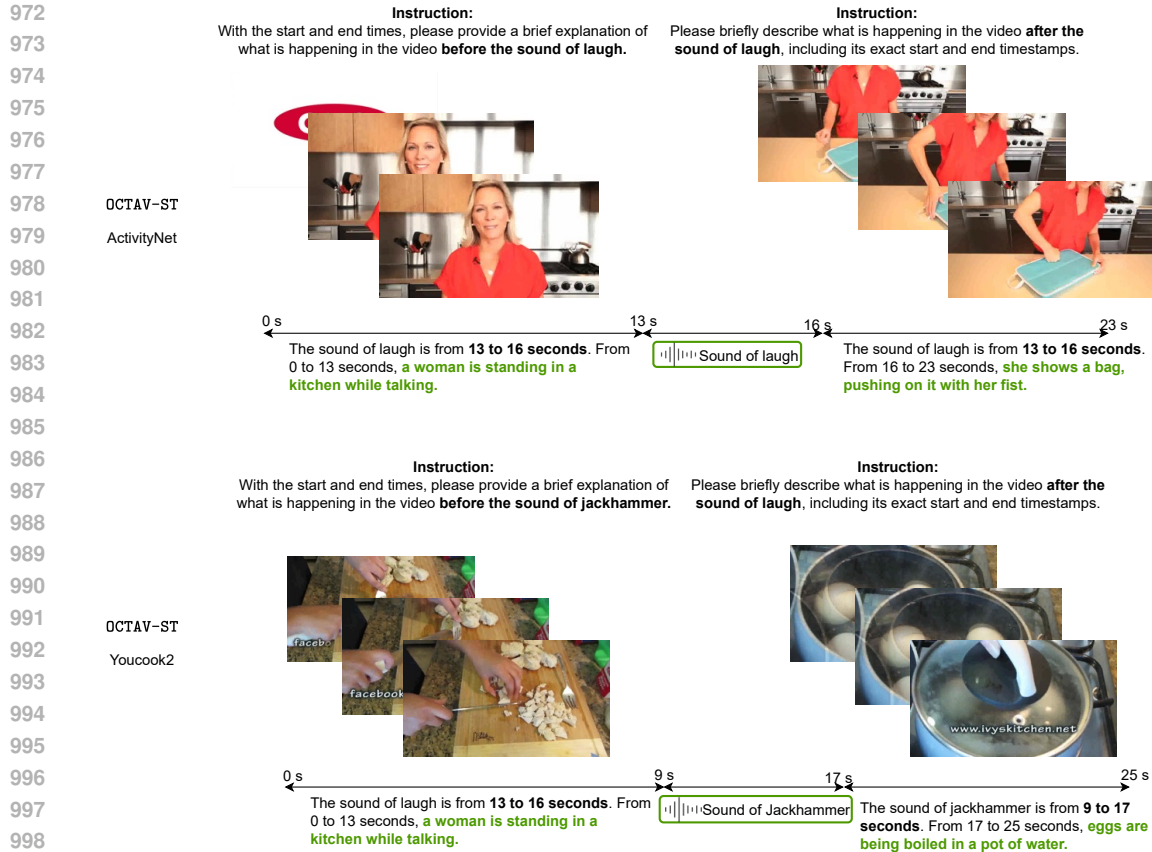 972
973
974
975
976
977
978
979
980
981
982
983
984
985
986
987
988
989
990
991
992
993
994
995
996
997
998
Instruction:
With the start and end times, please provide a brief explanation of
what is happening in the video before the sound of laugh.
Instruction:
Please briefly describe what is happening in the video after the
sound of laugh, including its exact start and end timestamps.
OCTAV-ST
ActivityNet
0 s
13 s
16 s
23 s
The sound of laugh is from 13 to 16 seconds. From
0 to 13 seconds, a woman is standing in a
kitchen while talking.
Sound of laugh
The sound of laugh is from 13 to 16 seconds.
From 16 to 23 seconds, she shows a bag,
pushing on it with her fist.
Instruction:
With the start and end times, please provide a brief explanation of
what is happening in the video before the sound of jackhammer.
Instruction:
Please briefly describe what is happening in the video after the
sound of laugh, including its exact start and end timestamps.
OCTAV-ST
Youcook2
facebo
facebook
www.ivyskitchen.net
0 s
9 s
17 s
25 s
The sound of laugh is from 13 to 16 seconds. From
0 to 13 seconds, a woman is standing in a
kitchen while talking.
Sound of Jackhammer
The sound of jackhammer is from 9 to 17
seconds. From 17 to 25 seconds, eggs are
being boiled in a pot of water.